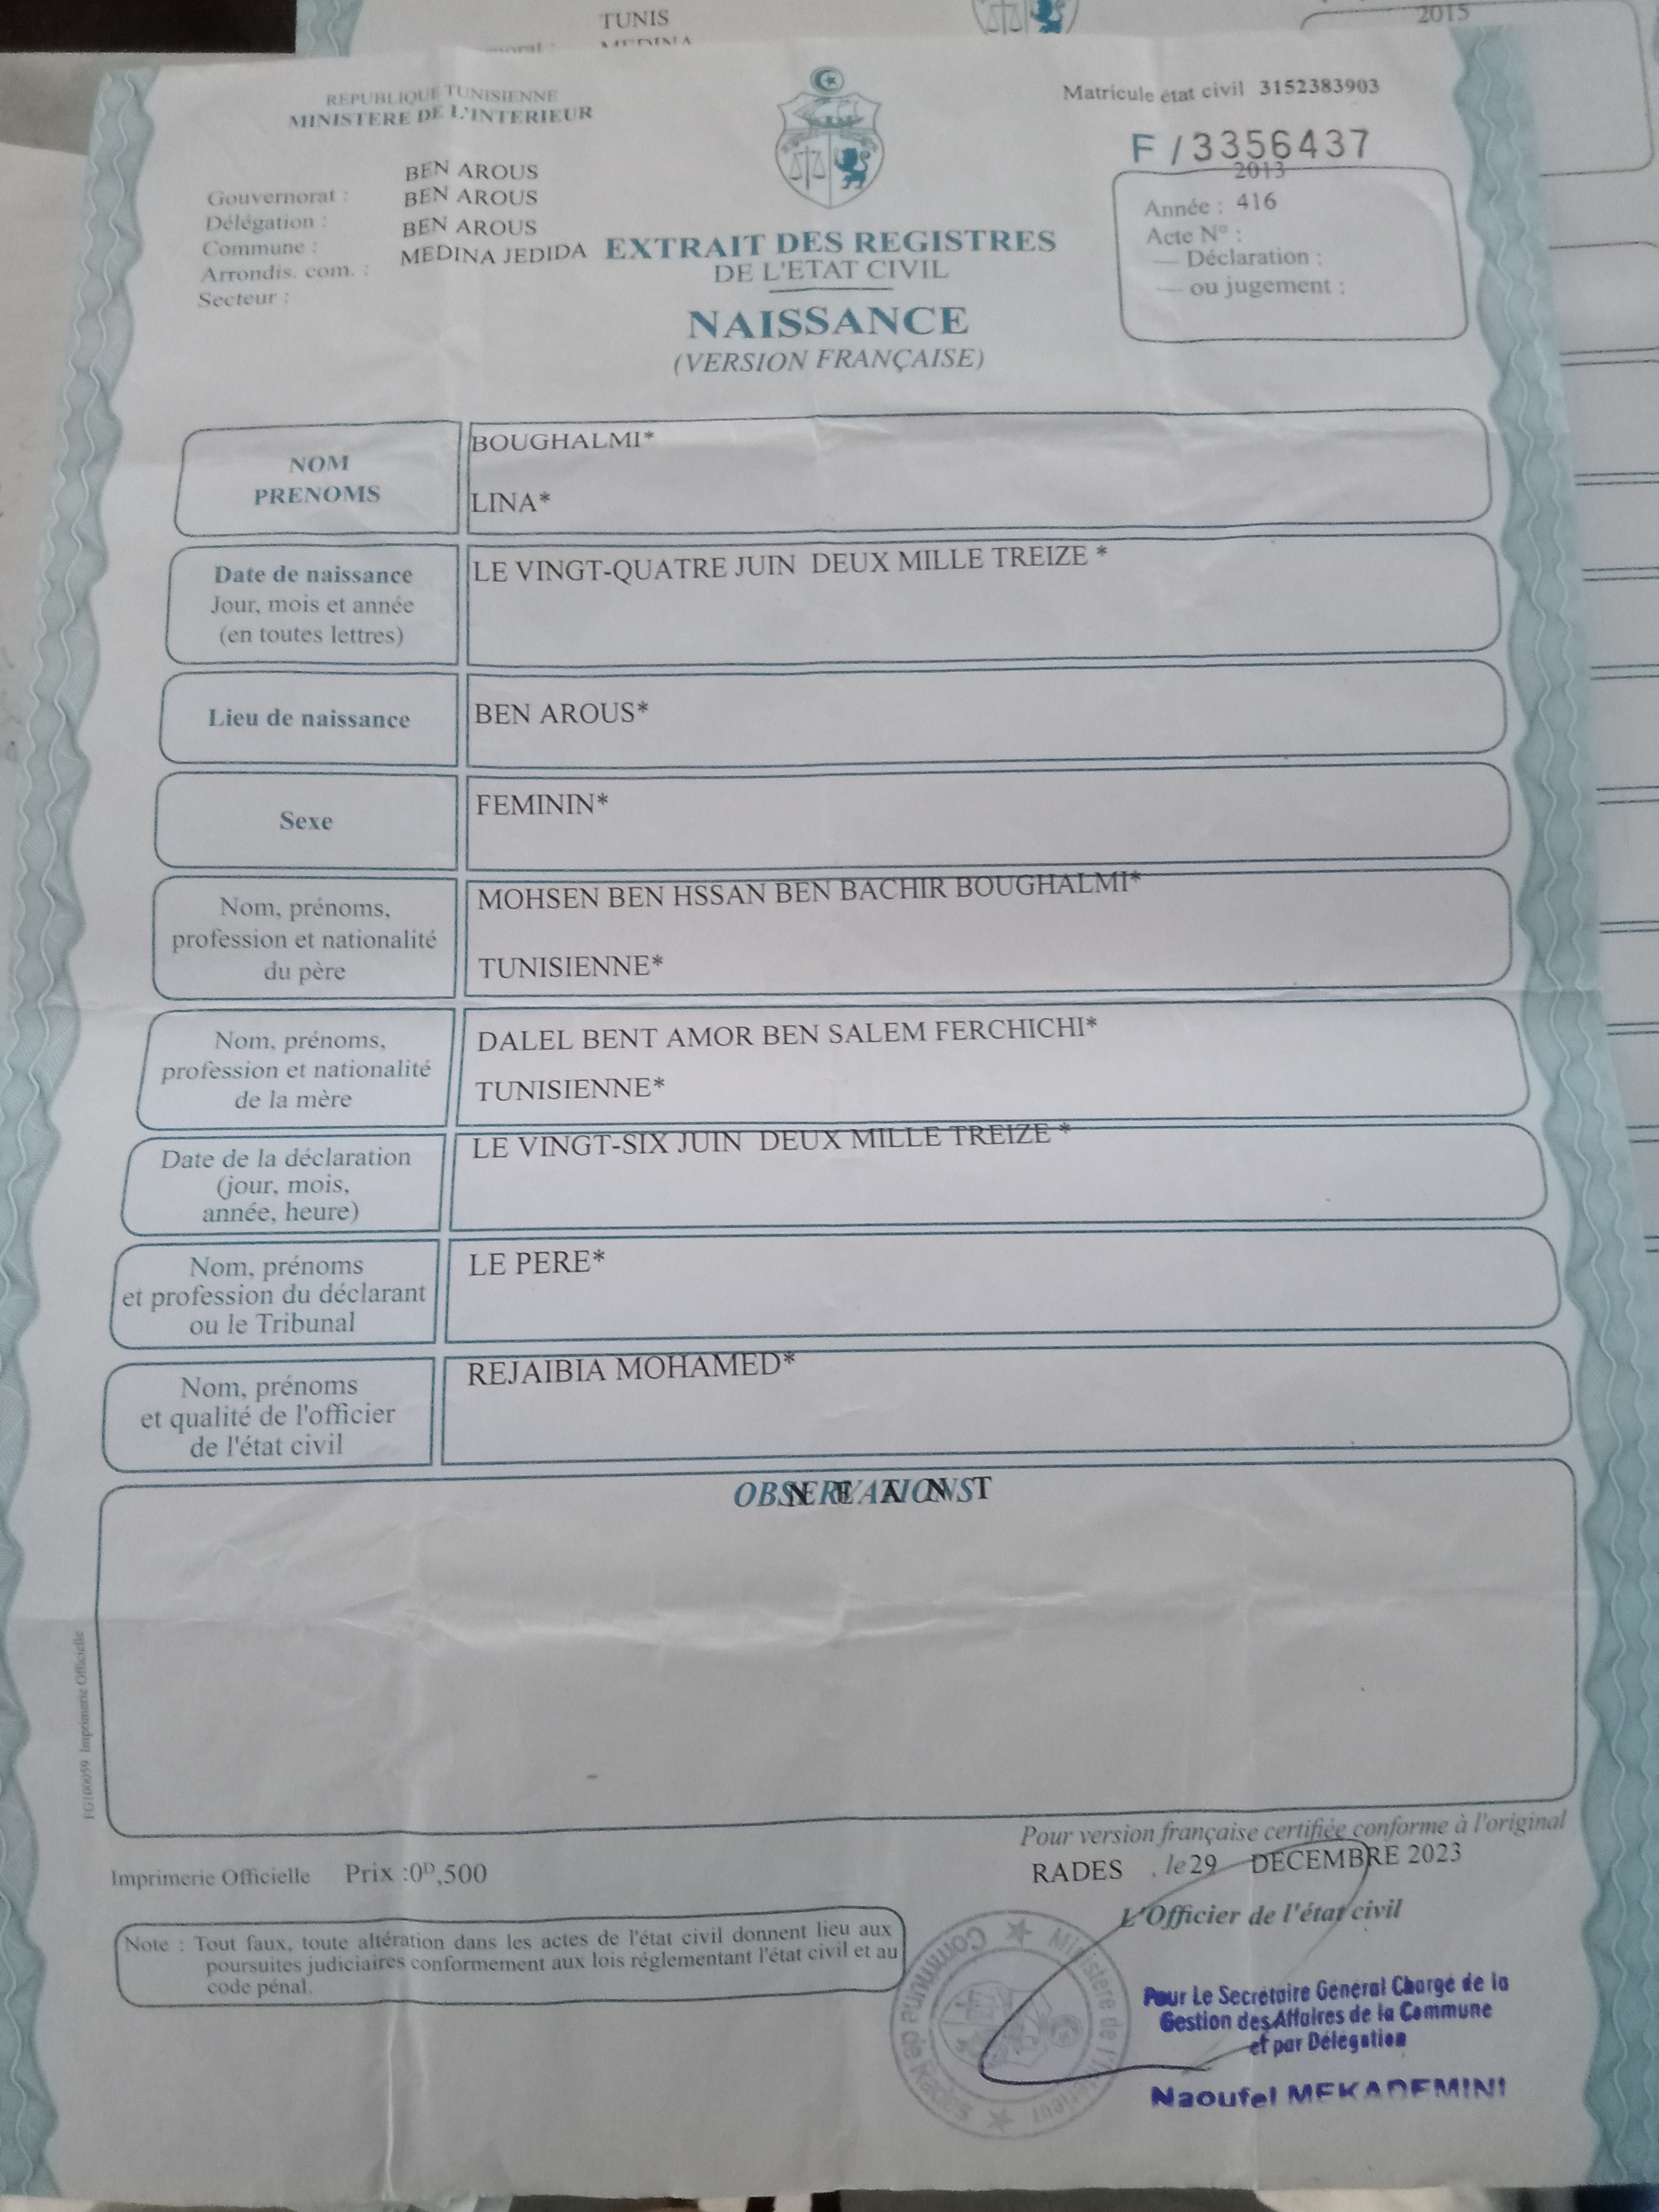 TUNIS
2015
REPUBLIQUE TUNISIENNE
MINISTERE DE L'INTERIEUR
Matricule état civil 3152383903
F / 3356437
BEN AROUS
Gouvernorat : BEN AROUS
Délégation : BEN AROUS
Commune : MEDINA JEDIDA
Arrondis. com. :
Secteur :
2013
Année : 416
Acte N° :
— Déclaration :
— ou jugement :
EXTRAIT DES REGISTRES
DE L'ETAT CIVIL
NAISSANCE
(VERSION FRANÇAISE)
NOM
PRENOMS
BOUGHALMI*
LINA*
Date de naissance
Jour, mois et année
(en toutes lettres)
LE VINGT-QUATRE JUIN DEUX MILLE TREIZE *
Lieu de naissance
BEN AROUS*
Sexe
FEMININ*
Nom, prénoms,
profession et nationalité
du père
MOHSEN BEN HSSAN BEN BACHIR BOUGHALMI*
TUNISIENNE*
Nom, prénoms,
profession et nationalité
de la mère
DALEL BENT AMOR BEN SALEM FERCHICHI*
TUNISIENNE*
Date de la déclaration
(jour, mois,
année, heure)
LE VINGT-SIX JUIN DEUX MILLE TREIZE *
Nom, prénoms
et profession du déclarant
ou le Tribunal
LE PERE*
Nom, prénoms
et qualité de l'officier
de l'état civil
REJAIBIA MOHAMED*
OBSERVATIONS
N E A N T
FG100059 Imprimerie Officielle
Pour version française certifiée conforme à l'original
Imprimerie Officielle Prix :0ᴰ,500
RADES , le 29 DECEMBRE 2023
L'Officier de l'état civil
Note : Tout faux, toute altération dans les actes de l'état civil donnent lieu aux
poursuites judiciaires conformement aux lois réglementant l'état civil et au
code pénal.
Ministère de l'Intérieur
Commune de Rades
Pour Le Secrétaire Général Chargé de la
Gestion des Affaires de la Commune
et par Délégation
Naoufel MEKADEMINI